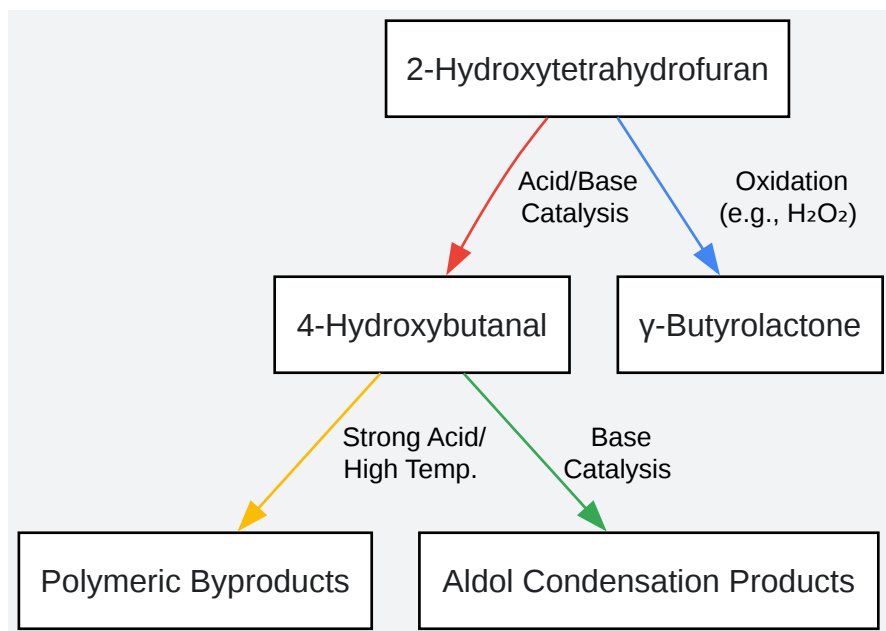 2-Hydroxytetrahydrofuran
Acid/Base
Catalysis
Oxidation
(e.g., H₂O₂)
4-Hydroxybutanal
γ-Butyrolactone
Strong Acid/
High Temp.
Base
Catalysis
Polymeric Byproducts
Aldol Condensation Products